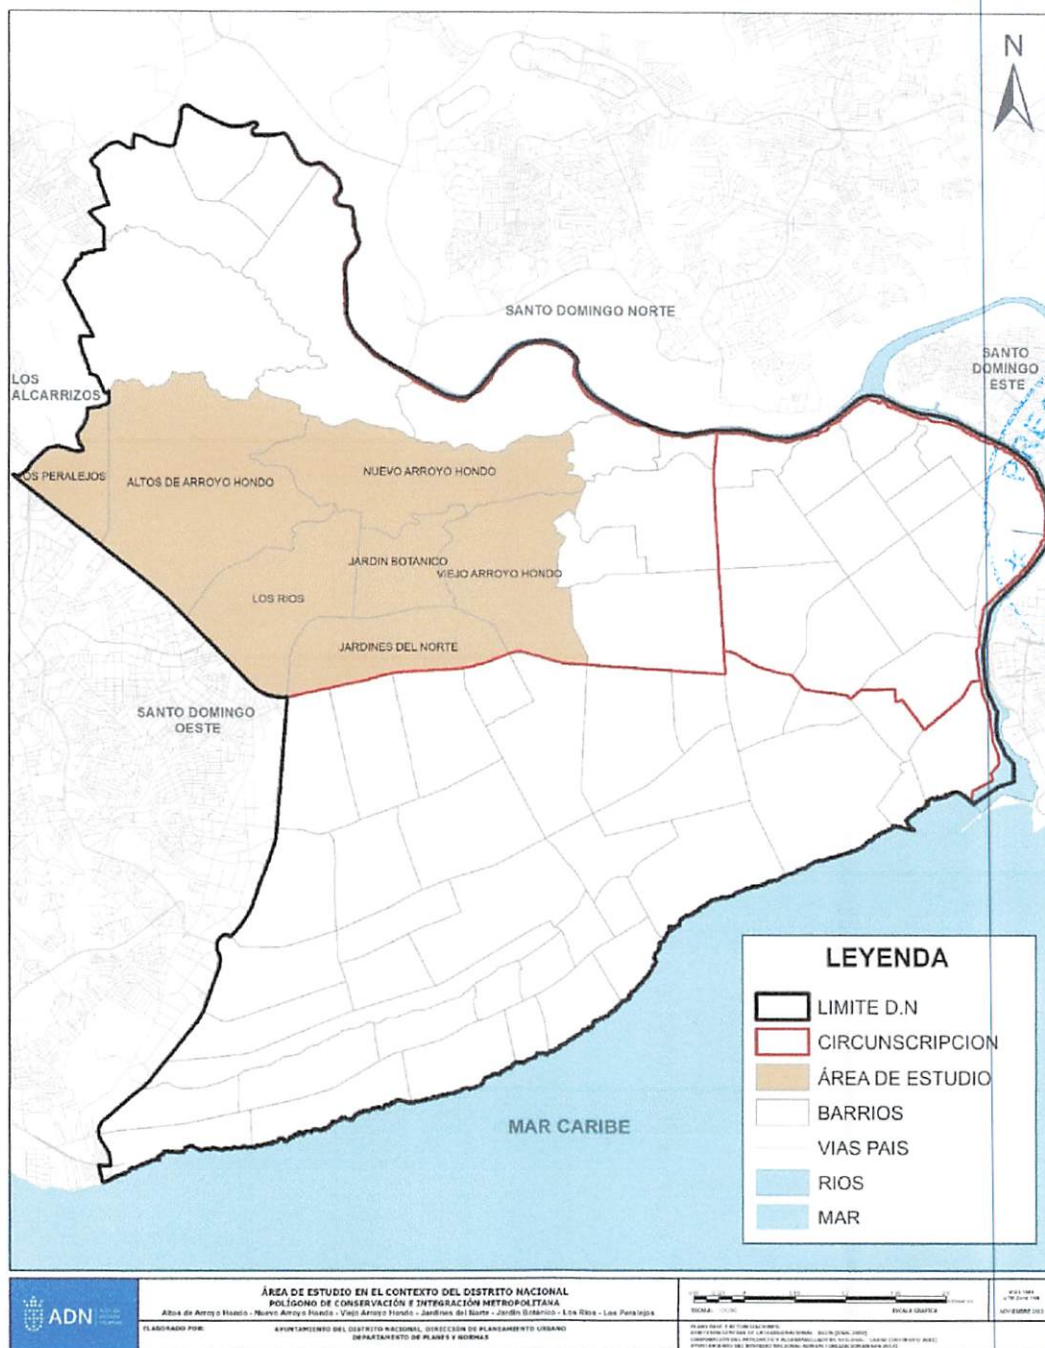 N
SANTO DOMINGO NORTE
SANTO
DOMINGO
ESTE
LOS
ALCARRIZOS
OS PERALEJOS
ALTOS DE ARROYO HONDO
NUEVO ARROYO HONDO
JARDIN BOTANICO
VIEJO ARROYO HONDO
LOS RIOS
JARDINES DEL NORTE
SANTO DOMINGO
OESTE
MAR CARIBE
LEYENDA
LIMITE D.N
CIRCUNSCRIPCION
ÁREA DE ESTUDIO
BARRIOS
VIAS PAIS
RIOS
MAR
ADN
ÁREA DE ESTUDIO EN EL CONTEXTO DEL DISTRITO NACIONAL
POLÍGONO DE CONSERVACIÓN E INTEGRACIÓN METROPOLITANA
Altos de Arroyo Hondo - Nuevo Arroyo Hondo - Viejo Arroyo Hondo - Jardines del Norte - Jardín Botánico - Los Ríos - Los Peralejos
ELABORADO POR:
AYUNTAMIENTO DEL DISTRITO NACIONAL, DIRECCIÓN DE PLANEAMIENTO URBANO
DEPARTAMENTO DE PLANES Y NORMAS
ESCALA:
ESCALA GRAFICA